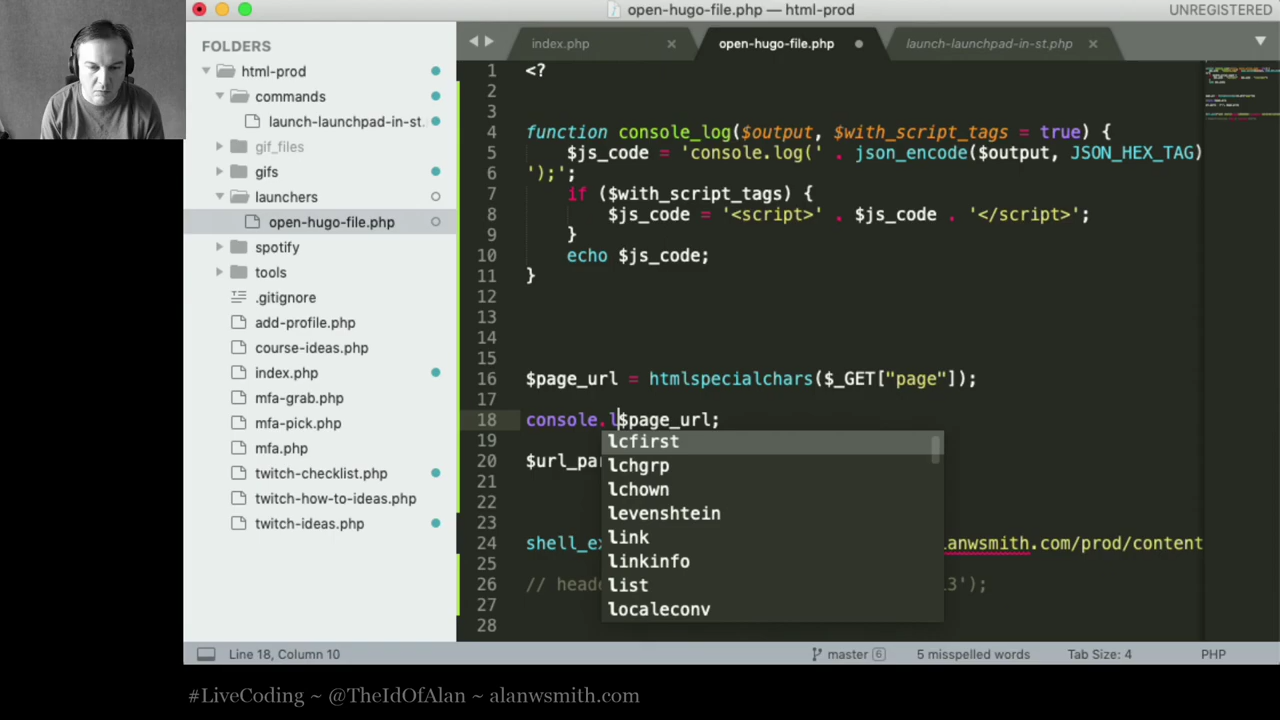 open-hugo-file.php — html-prod
UNREGISTERED
FOLDERS
html-prod
commands
launch-launchpad-in-st.
gif_files
gifs
launchers
open-hugo-file.php
spotify
tools
.gitignore
add-profile.php
course-ideas.php
index.php
mfa-grab.php
mfa-pick.php
mfa.php
twitch-checklist.php
twitch-how-to-ideas.php
twitch-ideas.php
index.php
open-hugo-file.php
launch-launchpad-in-st.php
1 <?
2
3
4 function console_log($output, $with_script_tags = true) {
5 $js_code = 'console.log(' . json_encode($output, JSON_HEX_TAG)
6 ');';
7 if ($with_script_tags) {
8 $js_code = '<script>' . $js_code . '</script>';
9 }
10 echo $js_code;
11 }
12
13
14
15
16 $page_url = htmlspecialchars($_GET["page"]);
17
18 console.l$page_url;
19
20 $url_pa
21
22
23
24 shell_e
25
26 // head
27
28
lcfirst
lchgrp
lchown
levenshtein
link
linkinfo
list
localeconv
lanwsmith.com/prod/content
3');
Line 18, Column 10
master 6
5 misspelled words
Tab Size: 4
PHP
#LiveCoding ~ @TheIdOfAlan ~ alanwsmith.com